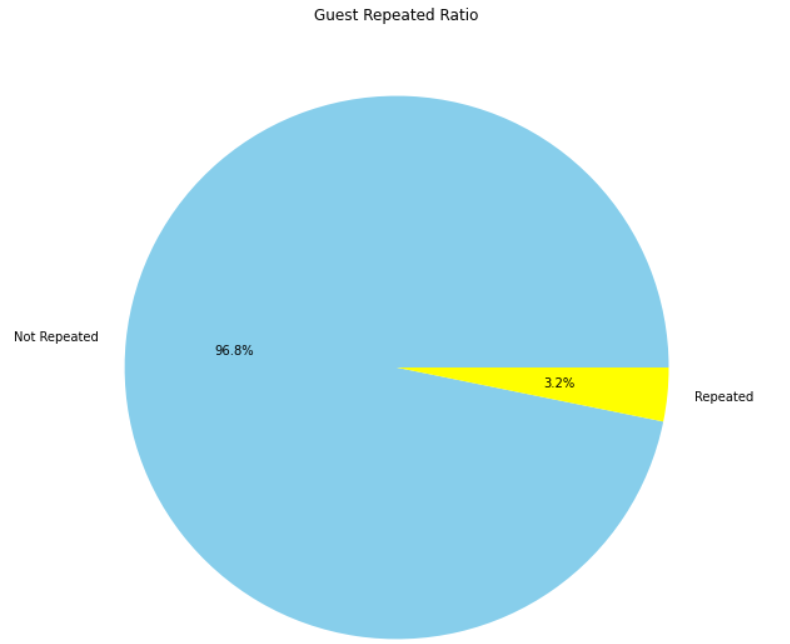 Guest Repeated Ratio
Not Repeated
96.8%
3.2%
Repeated